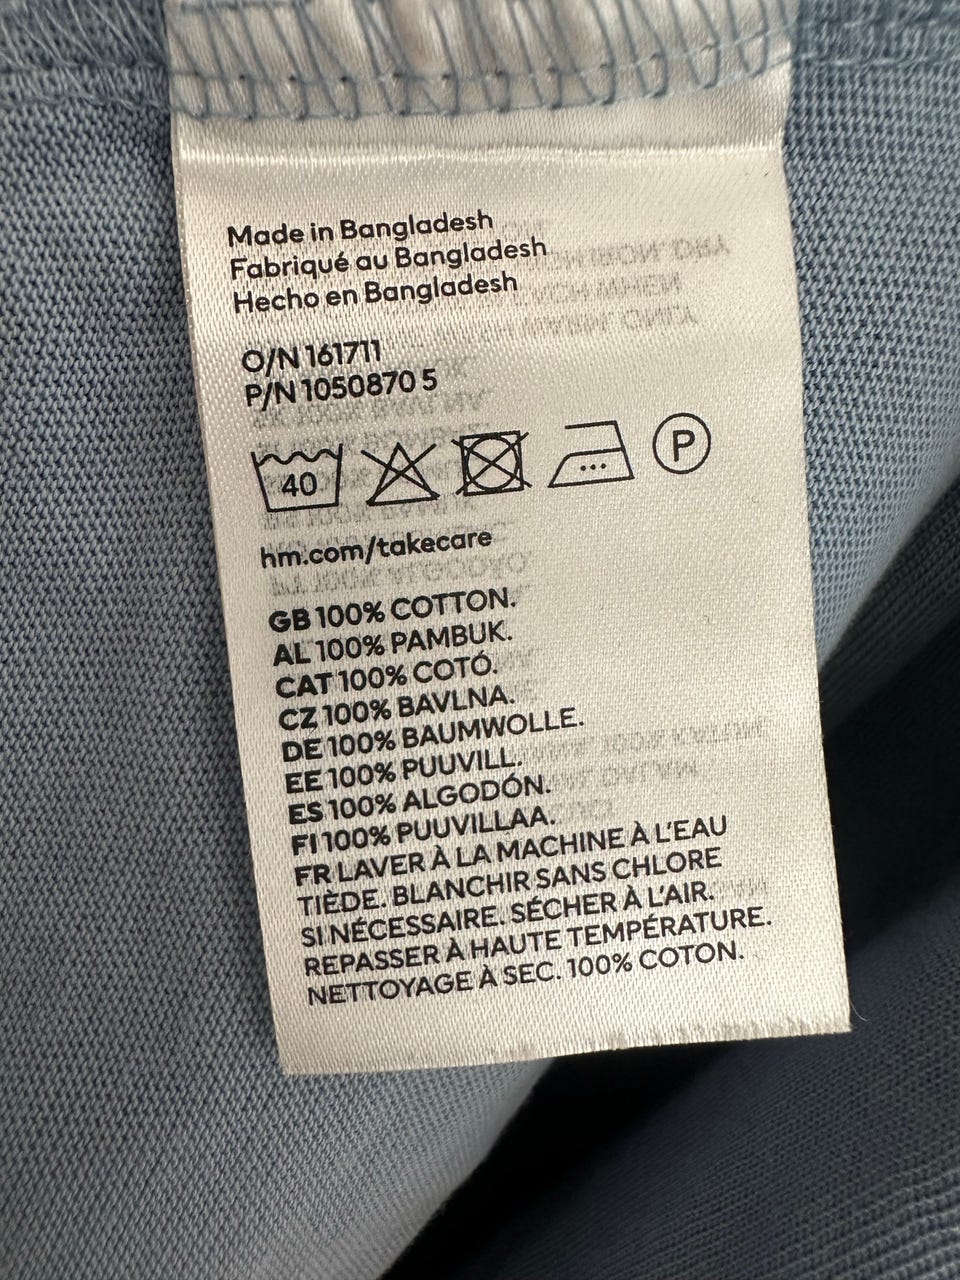 Made in Bangladesh
Fabriqué au Bangladesh
Hecho en Bangladesh
O/N 161711
P/N 1050870 5
40 P
hm.com/takecare
GB 100% COTTON.
AL 100% PAMBUK.
CAT 100% COTÓ.
CZ 100% BAVLNA.
DE 100% BAUMWOLLE.
EE 100% PUUVILL.
ES 100% ALGODÓN.
FI 100% PUUVILLAA.
FR LAVER À LA MACHINE À L'EAU
TIÈDE. BLANCHIR SANS CHLORE
SI NÉCESSAIRE. SÉCHER À L'AIR.
REPASSER À HAUTE TEMPÉRATURE.
NETTOYAGE À SEC. 100% COTON.